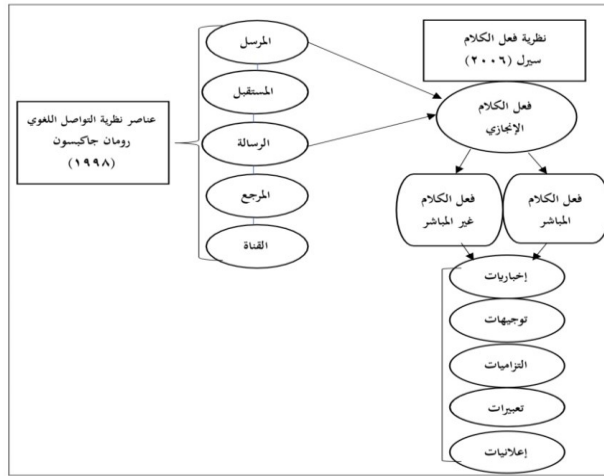 نظرية فعل الكلام
سيرل (٢٠٠٦)
فعل الكلام
الإنجازي
فعل الكلام
المباشر
فعل الكلام
غير المباشر
إخباريات
توجيهات
التزاميات
تعبيرات
إعلانيات
المرسل
المستقبل
الرسالة
المرجع
القناة
عناصر نظرية التواصل اللغوي
رومان جاكبسون
(١٩٩٨)